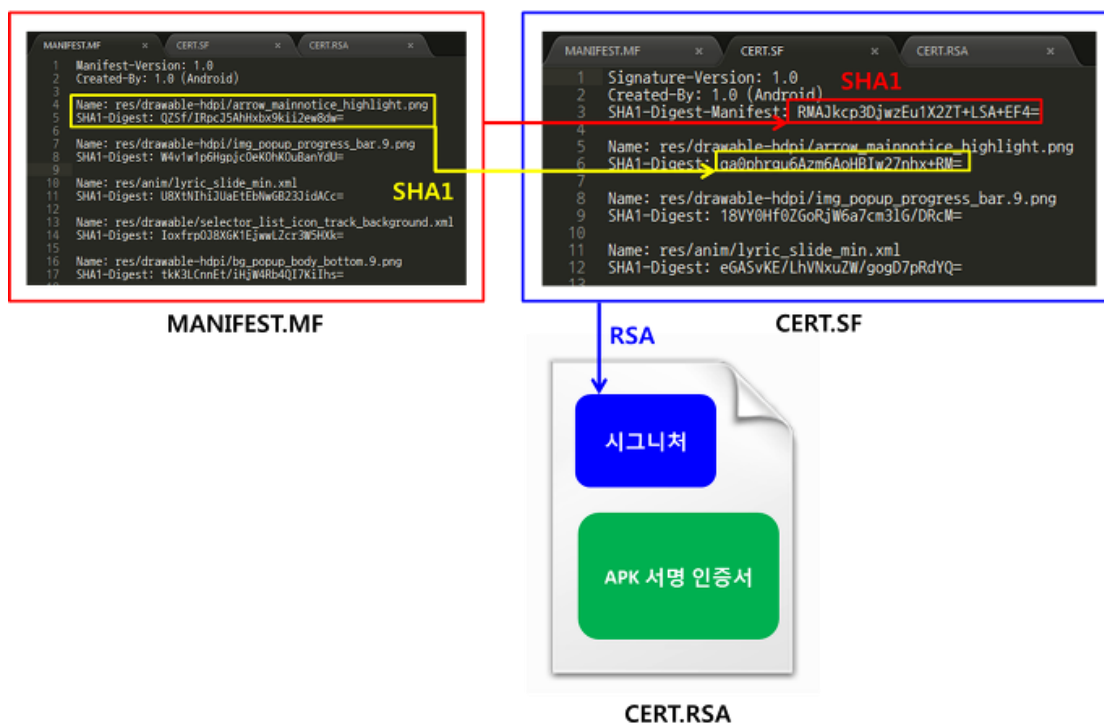 MANIFEST.MF × CERT.SF × CERT.RSA ×
1 Manifest-Version: 1.0
2 Created-By: 1.0 (Android)
3
4 Name: res/drawable-hdpi/arrow_mainnotice_highlight.png
5 SHA1-Digest: QZSf/IRpcJ5AhHxbx9kii2ew8dw=
6
7 Name: res/drawable-hdpi/img_popup_progress_bar.9.png
8 SHA1-Digest: W4v1w1p6HgpjcOeKOhKOuBanYdU=
9
10 Name: res/anim/lyric_slide_min.xml
11 SHA1-Digest: U8XtNIhiJUaEtEbNwGB23JidACc=
12
13 Name: res/drawable/selector_list_icon_track_background.xml
14 SHA1-Digest: IoxfrpOJ8XGK1EjwwLZcr3W5HXk=
15
16 Name: res/drawable-hdpi/bg_popup_body_bottom.9.png
17 SHA1-Digest: tkK3LCnnEt/iHjW4Rb4QI7KiIhs=
SHA1
MANIFEST.MF
MANIFEST.MF × CERT.SF × CERT.RSA ×
1 Signature-Version: 1.0
SHA1
2 Created-By: 1.0 (Android)
3 SHA1-Digest-Manifest: RMAJkcp3DjwzEu1X2ZT+LSA+EF4=
4
5 Name: res/drawable-hdpi/arrow_mainnotice_highlight.png
6 SHA1-Digest:
7
8 Name: res/drawable-hdpi/img_popup_progress_bar.9.png
9 SHA1-Digest: 18VY0Hf0ZGoRjW6a7cm3lG/DRcM=
10
11 Name: res/anim/lyric_slide_min.xml
12 SHA1-Digest: eGASvKE/LhVNxuZW/gogD7pRdYQ=
13
CERT.SF
RSA
시그니처
APK 서명 인증서
CERT.RSA